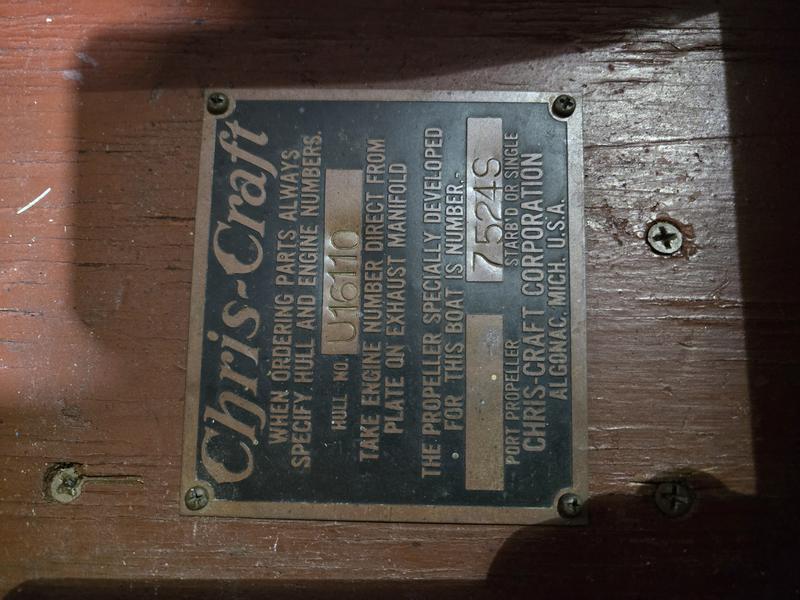 Chris-Craft
WHEN ORDERING PARTS ALWAYS
SPECIFY HULL AND ENGINE NUMBERS.
HULL NO. U16110
TAKE ENGINE NUMBER DIRECT FROM
PLATE ON EXHAUST MANIFOLD
THE PROPELLER SPECIALLY DEVELOPED
FOR THIS BOAT IS NUMBER.-
7524S
PORT PROPELLER STARB'D OR SINGLE
CHRIS-CRAFT CORPORATION
ALGONAC, MICH. U.S.A.